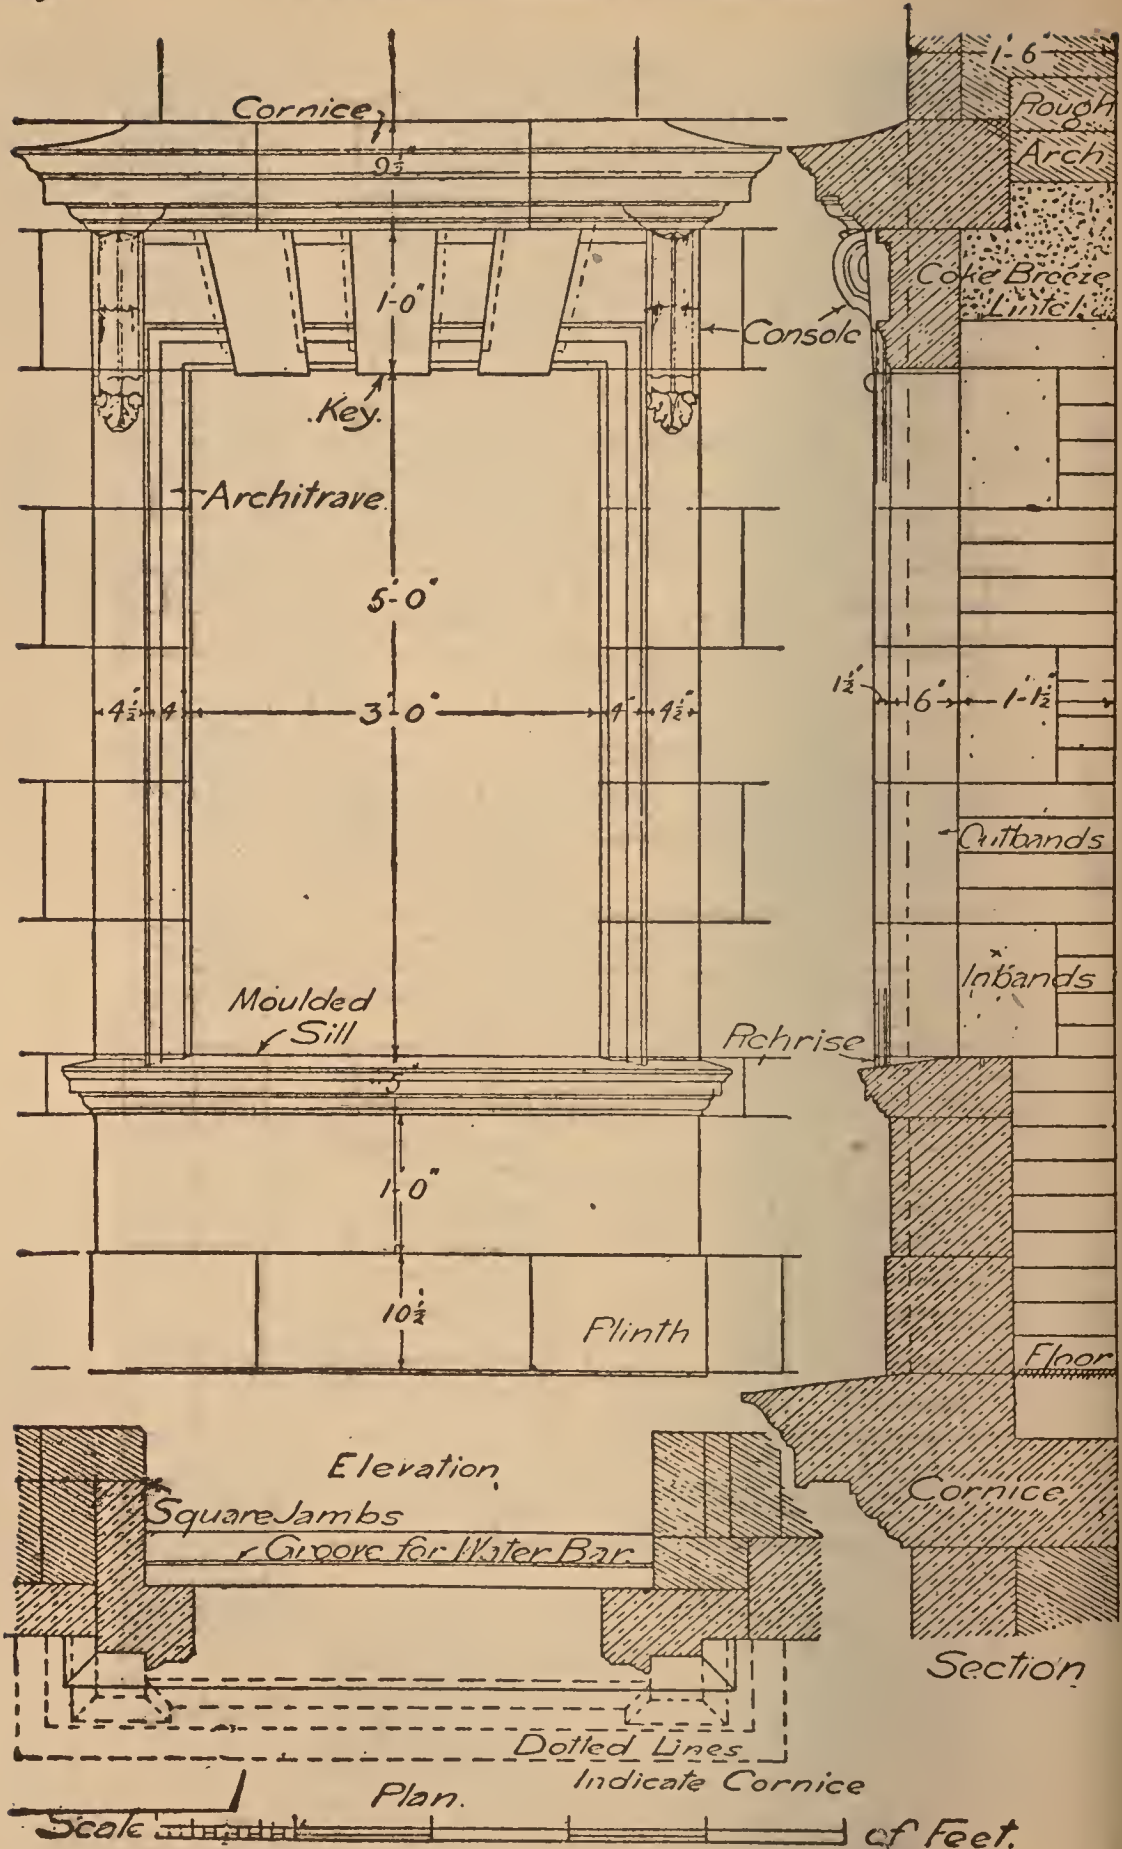 1'-6"
Cornice
9½"
Rough
Arch
1'-0"
Coke Breeze
Lintel.
Console
Key.
Architrave
5'-0"
4½" 4" 3'-0" 4" 4½"
1½" 6" 1'-1½"
Outbands
Inbands
Moulded
Sill
Achrise
5"
1'-0"
10½
Plinth
Floor
Elevation
Cornice
Square Jambs
Groove for Water Bar.
Section
Dotted Lines
Indicate Cornice
Plan.
Scale of Feet.